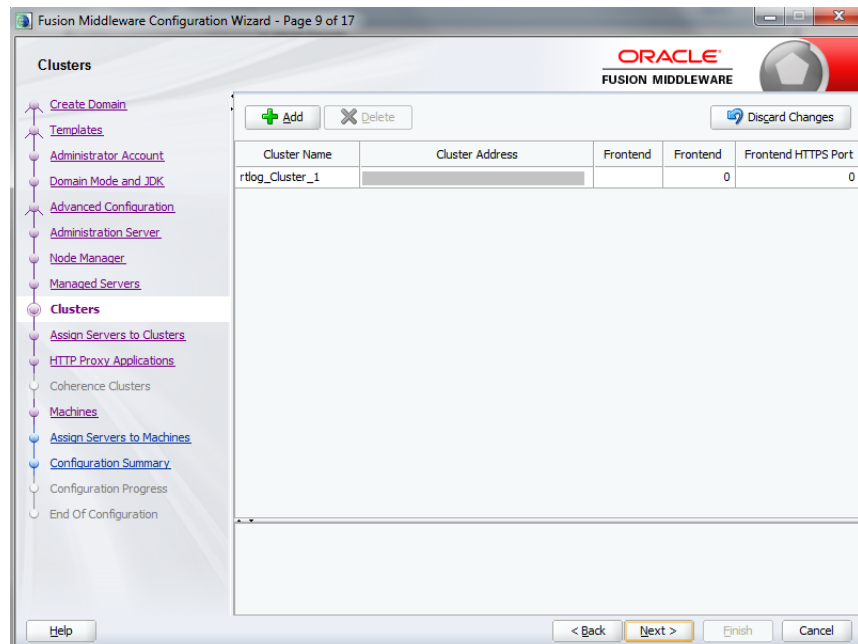 Fusion Middleware Configuration Wizard - Page 9 of 17
Clusters
ORACLE
FUSION MIDDLEWARE
Create Domain
Templates
Administrator Account
Domain Mode and JDK
Advanced Configuration
Administration Server
Node Manager
Managed Servers
Clusters
Assign Servers to Clusters
HTTP Proxy Applications
Coherence Clusters
Machines
Assign Servers to Machines
Configuration Summary
Configuration Progress
End Of Configuration
Add Delete Discard Changes
Cluster Name Cluster Address Frontend Frontend Frontend HTTPS Port
rtlog_Cluster_1 0 0
Help < Back Next > Finish Cancel